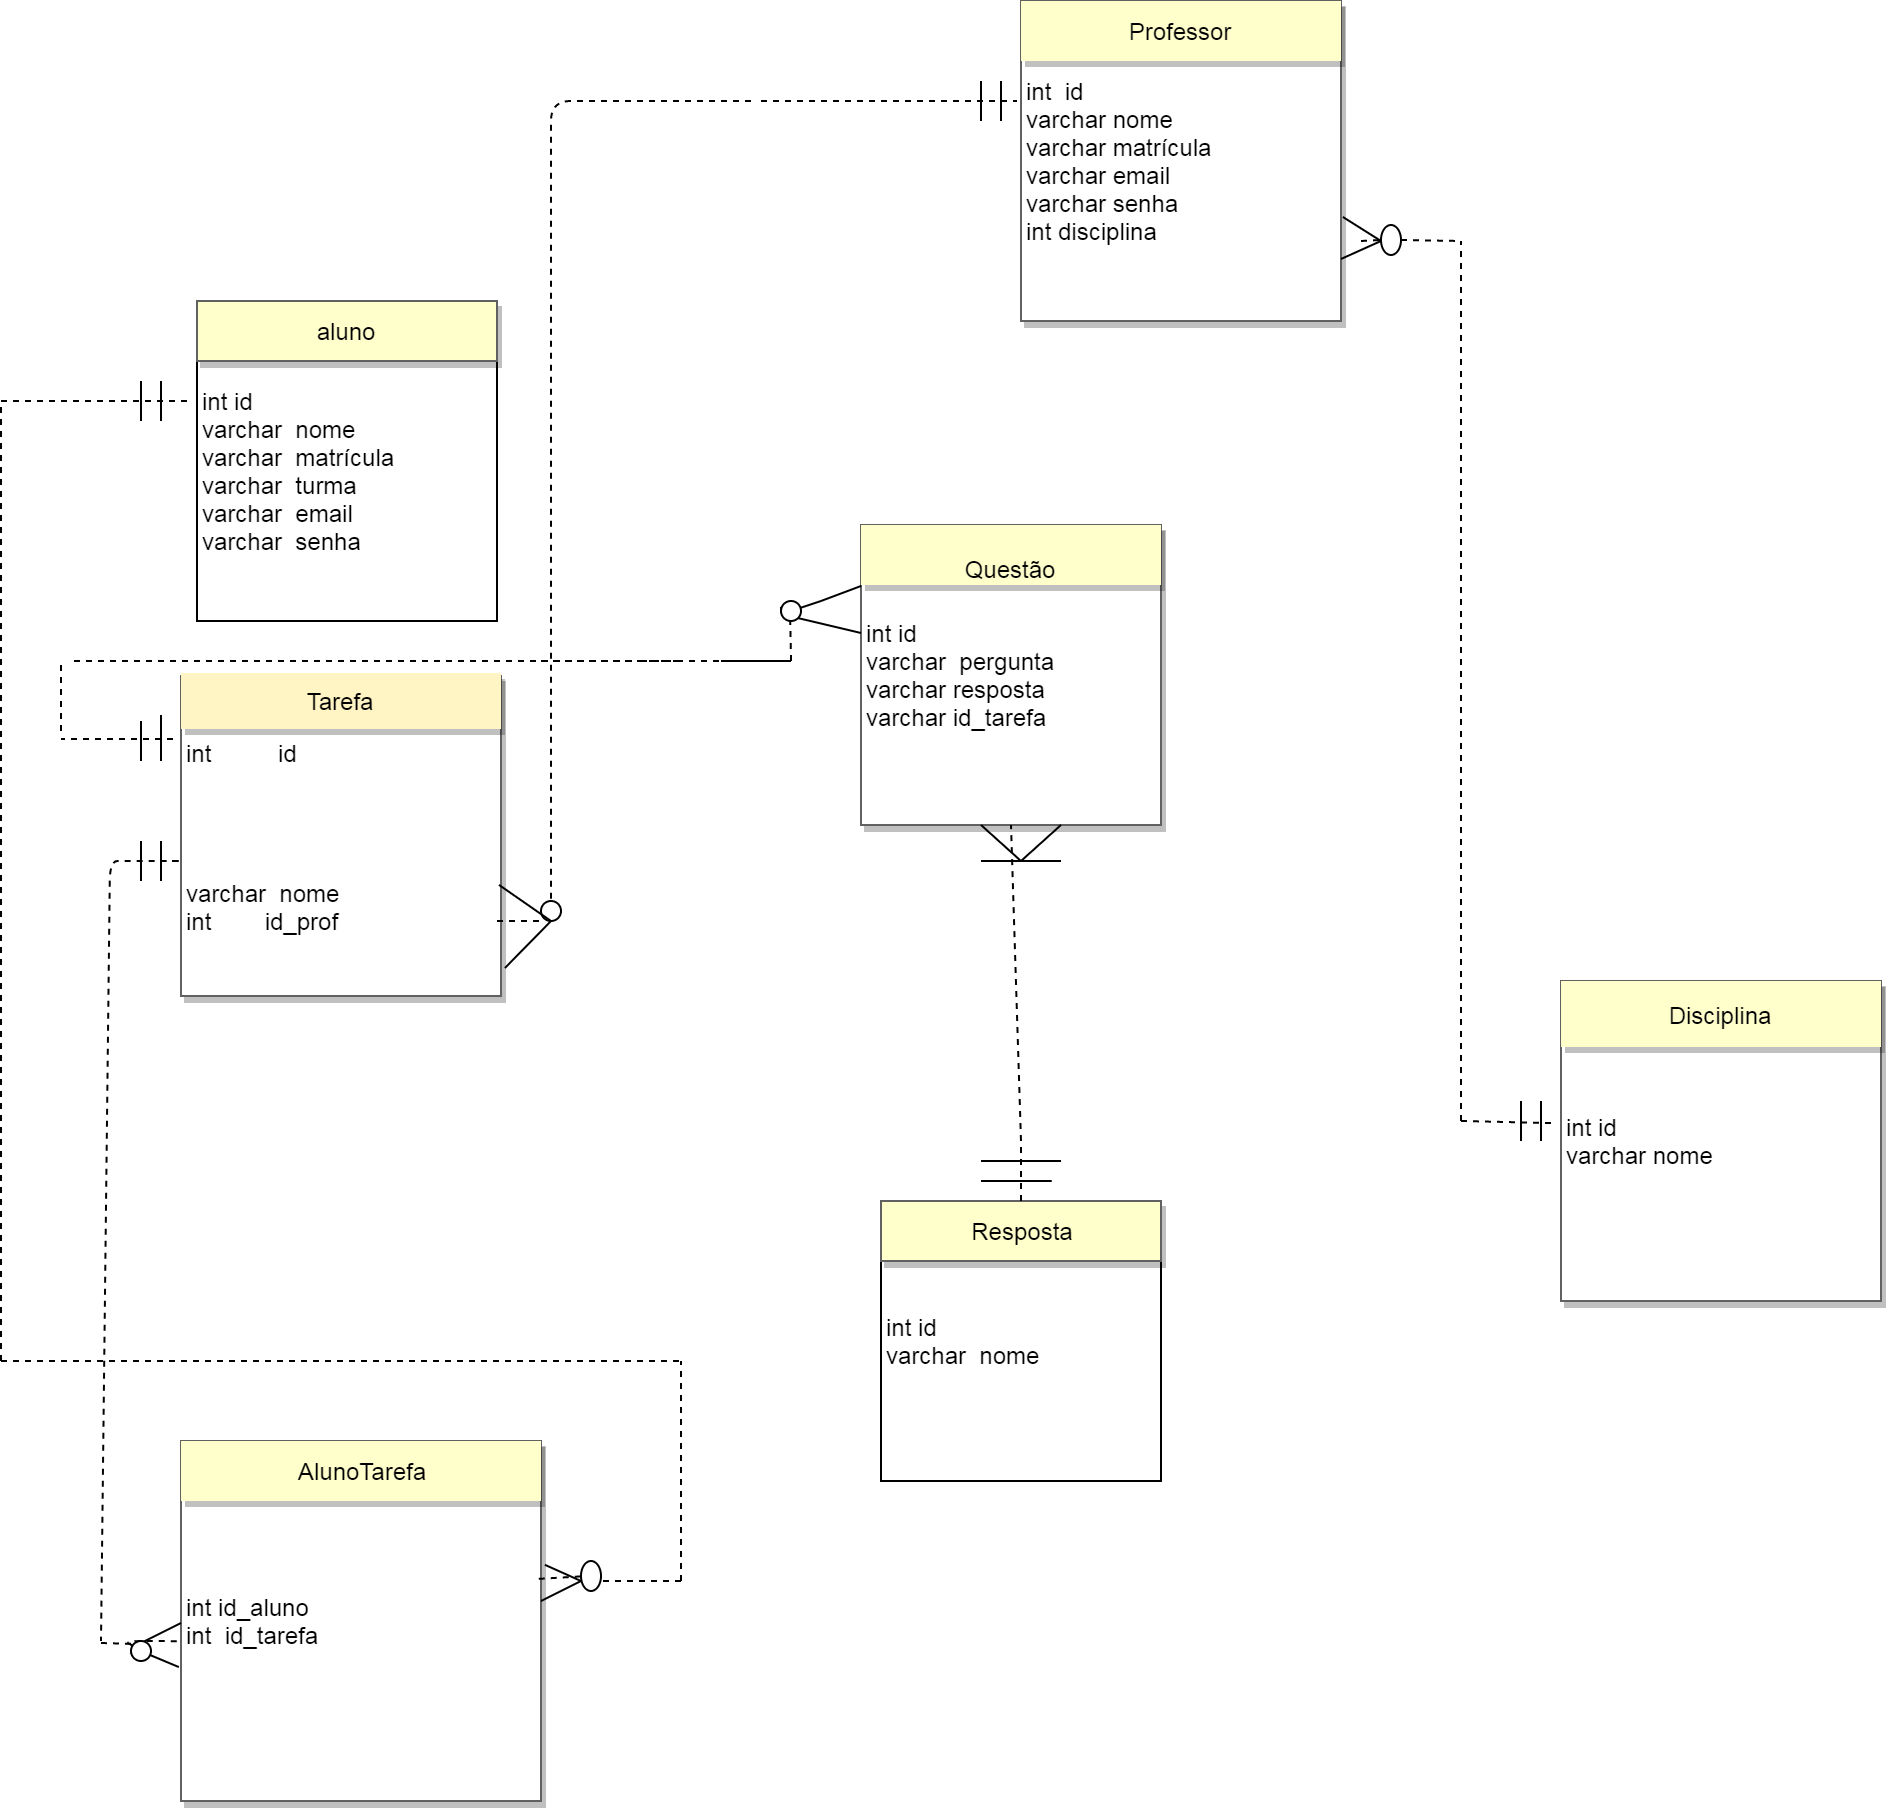 Professor
int id
varchar nome
varchar matrícula
varchar email
varchar senha
int disciplina
aluno
int id
varchar nome
varchar matrícula
varchar turma
varchar email
varchar senha
Questão
int id
varchar pergunta
varchar resposta
varchar id_tarefa
Tarefa
int id
varchar nome
int id_prof
Disciplina
int id
varchar nome
Resposta
int id
varchar nome
AlunoTarefa
int id_aluno
int id_tarefa